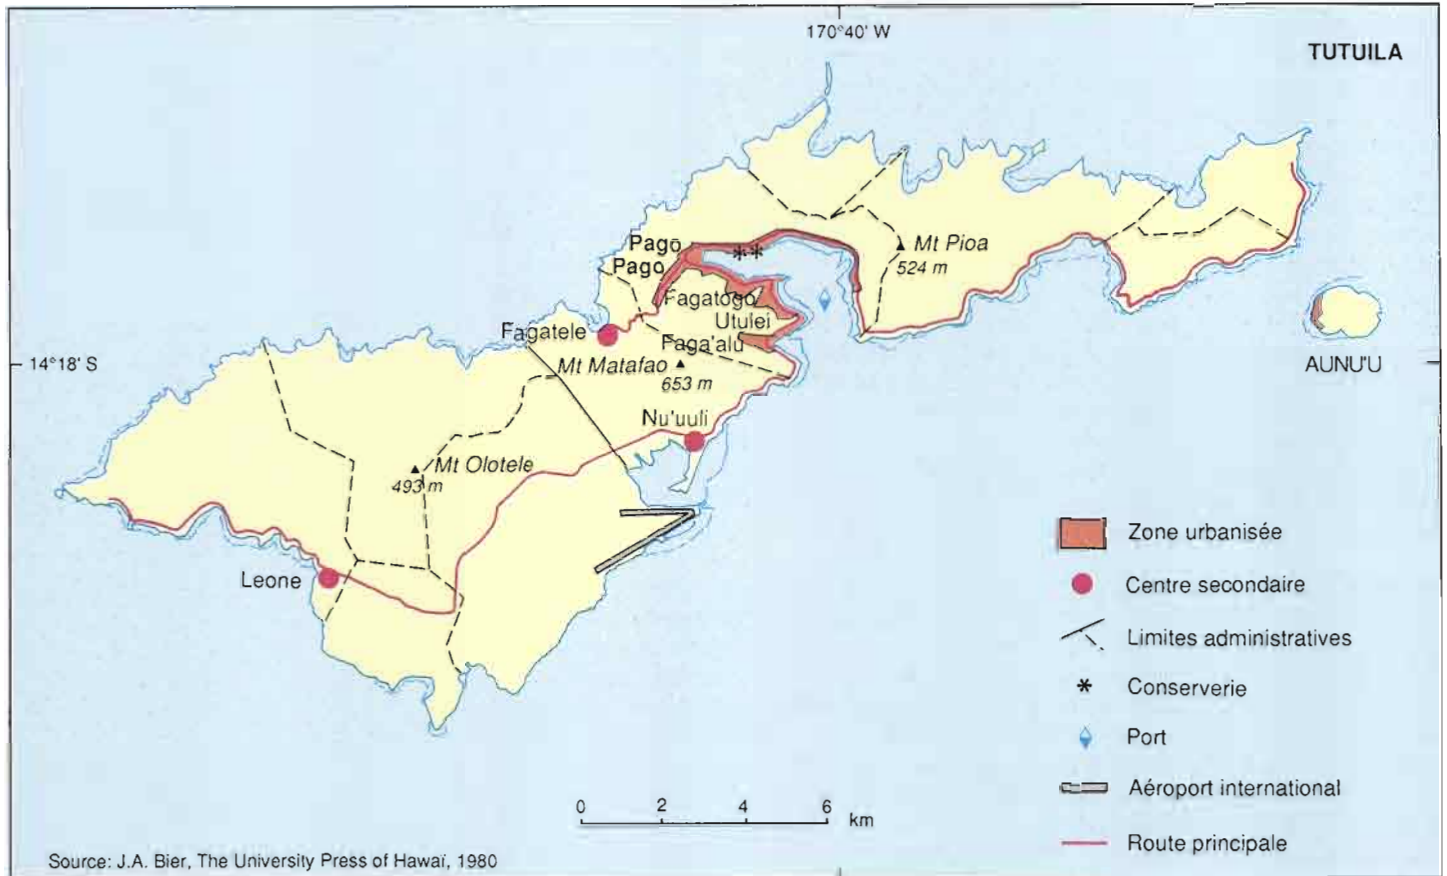 170°40' W
TUTUILA
Pago
Pago
Mt Pioa
524 m
Fagatogo
Utulei
Fagatele
Faga'alu
14°18' S
Mt Matafao
653 m
AUNU'U
Nu'uuli
Mt Olotele
493 m
Leone
Zone urbanisée
Centre secondaire
Limites administratives
Conserverie
Port
Aéroport international
Route principale
0 2 4 6
km
Source: J.A. Bier, The University Press of Hawaï, 1980